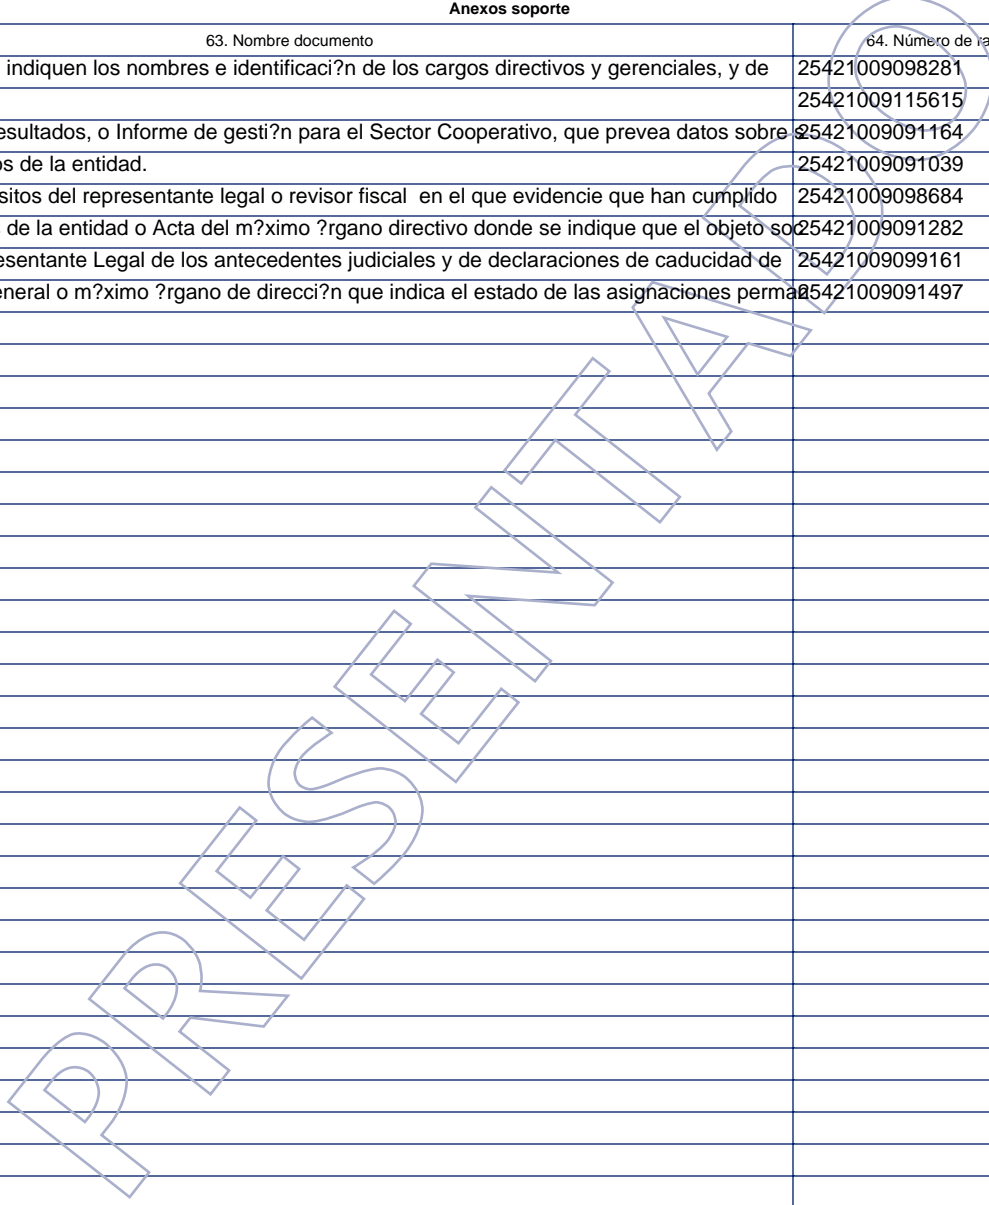 Anexos soporte
63. Nombre documento 64. Número de ra
indiquen los nombres e identificaci?n de los cargos directivos y gerenciales, y de 25421009098281
25421009115615
esultados, o Informe de gesti?n para el Sector Cooperativo, que prevea datos sobre 25421009091164
os de la entidad. 25421009091039
sitos del representante legal o revisor fiscal en el que evidencie que han cumplido 25421009098684
de la entidad o Acta del m?ximo ?rgano directivo donde se indique que el objeto soc 25421009091282
esentante Legal de los antecedentes judiciales y de declaraciones de caducidad de 25421009099161
eneral o m?ximo ?rgano de direcci?n que indica el estado de las asignaciones perman 25421009091497
PRESENTADO